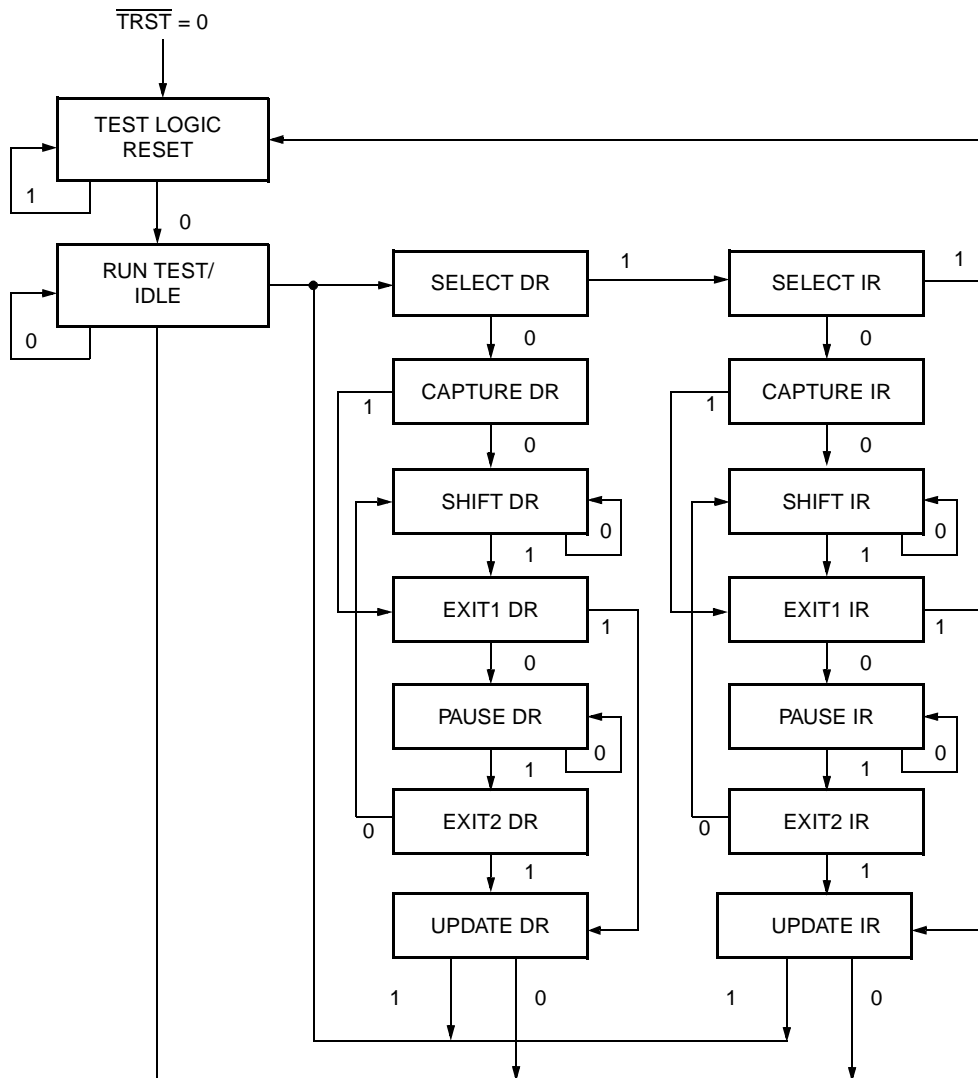 TRST = 0
TEST LOGIC
RESET
1
0
RUN TEST/
IDLE
0
SELECT DR
1
SELECT IR
1
0
0
CAPTURE DR
1
CAPTURE IR
1
0
0
SHIFT DR
0
SHIFT IR
0
1
1
EXIT1 DR
1
EXIT1 IR
1
0
0
PAUSE DR
0
PAUSE IR
0
1
1
EXIT2 DR
0
EXIT2 IR
0
1
1
UPDATE DR
UPDATE IR
1
0
1
0